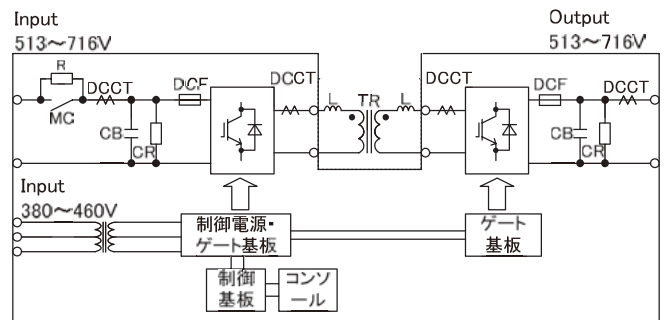 Input
513～716V
Output
513～716V
R
DCCT
DCF
DCCT
L
TR
L
DCCT
DCF
DCCT
MC
CB
CR
CB
CR
Input
380～460V
制御電源・
ゲート基板
ゲート
基板
制御
基板
コンソ
ール